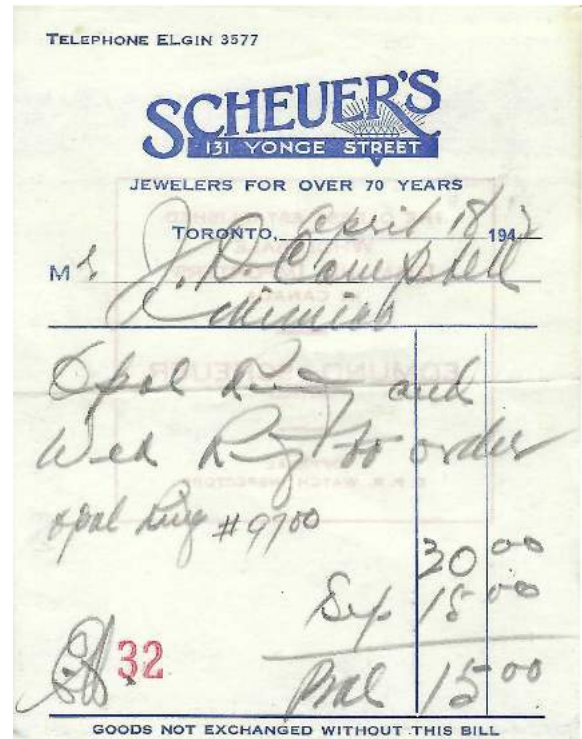 TELEPHONE ELGIN 3577
SCHEUER'S
131 YONGE STREET
JEWELERS FOR OVER 70 YEARS
TORONTO, April 18 194
M J. D. Campbell
Opal Ring and
Wed Ring to order
opal Ring #9700
30 00
Dep. 15 00
32
Bal 15 00
GOODS NOT EXCHANGED WITHOUT THIS BILL